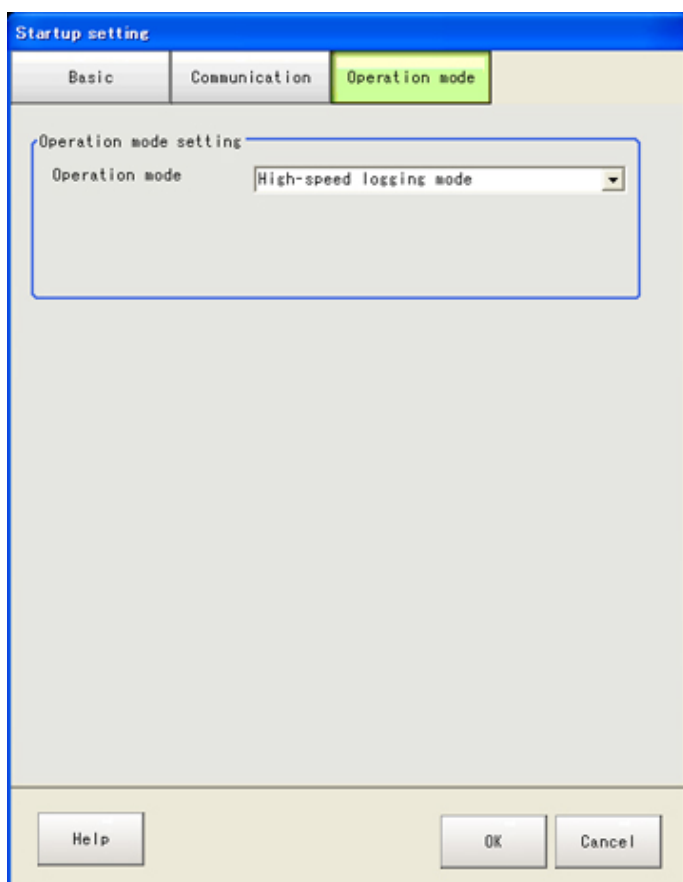 Startup setting
Basic Communication Operation mode
Operation mode setting
Operation mode High-speed logging mode
Help OK Cancel